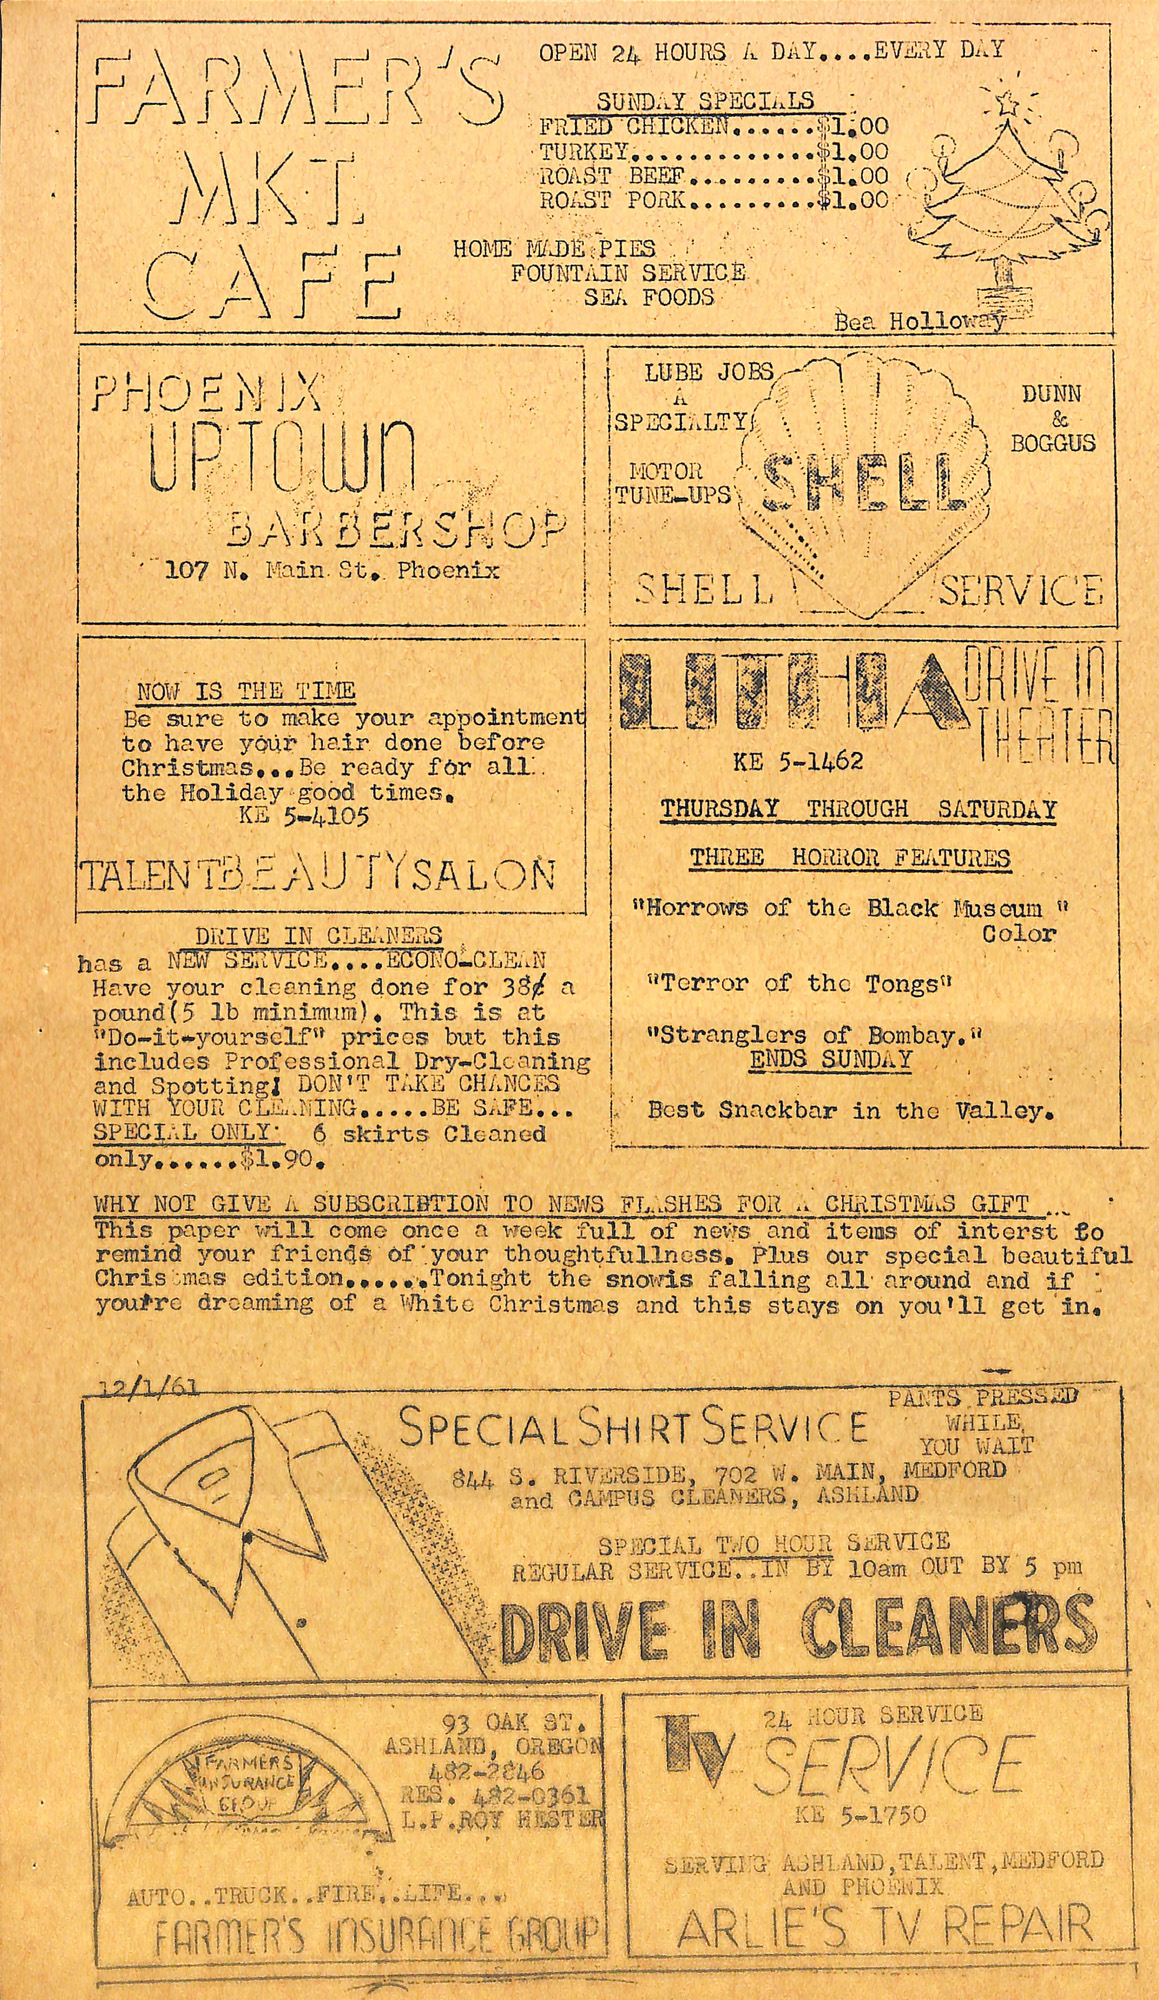 FARMER'S
MKT.
CAFE
OPEN 24 HOURS A DAY....EVERY DAY
SUNDAY SPECIALS
FRIED CHICKEN......$1.00
TURKEY.............$1.00
ROAST BEEF.........$1.00
ROAST PORK.........$1.00
HOME MADE PIES
FOUNTAIN SERVICE
SEA FOODS
Bea Holloway
PHOENIX
UPTOWN
BARBERSHOP
107 N. Main St. Phoenix
LUBE JOBS
A
SPECIALTY
MOTOR
TUNE-UPS
SHELL
DUNN
&
BOGGUS
SHELL SERVICE
NOW IS THE TIME
Be sure to make your appointment
to have your hair done before
Christmas...Be ready for all
the Holiday good times.
KE 5-4105
TALENT BEAUTY SALON
LITHIA DRIVE IN
THEATER
KE 5-1462
THURSDAY THROUGH SATURDAY
THREE HORROR FEATURES
"Horrows of the Black Museum "
Color
"Terror of the Tongs"
"Stranglers of Bombay."
ENDS SUNDAY
Best Snackbar in the Valley.
DRIVE IN CLEANERS
has a NEW SERVICE....ECONO-CLEAN
Have your cleaning done for 38¢ a
pound(5 lb minimum). This is at
"Do-it-yourself" prices but this
includes Professional Dry-Cleaning
and Spotting! DON'T TAKE CHANCES
WITH YOUR CLEANING.....BE SAFE...
SPECIAL ONLY: 6 skirts Cleaned
only......$1.90.
WHY NOT GIVE A SUBSCRIBTION TO NEWS FLASHES FOR A CHRISTMAS GIFT ...
This paper will come once a week full of news and items of interst to
remind your friends of your thoughtfullness. Plus our special beautiful
Christmas edition......Tonight the snowis falling all around and if
you're dreaming of a White Christmas and this stays on you'll get in.
12/1/61
SPECIAL SHIRT SERVICE
PANTS PRESSED
WHILE
YOU WAIT
844 S. RIVERSIDE, 702 W. MAIN, MEDFORD
and CAMPUS CLEANERS, ASHLAND
SPECIAL TWO HOUR SERVICE
REGULAR SERVICE..IN BY 10am OUT BY 5 pm
DRIVE IN CLEANERS
FARMERS
INSURANCE
GROUP
93 OAK ST.
ASHLAND, OREGON
482-2846
RES. 482-0361
L.P.ROY HESTER
AUTO..TRUCK..FIRE..LIFE...
FARMER'S INSURANCE GROUP
24 HOUR SERVICE
TV SERVICE
KE 5-1750
SERVING ASHLAND,TALENT,MEDFORD
AND PHOENIX
ARLIE'S TV REPAIR